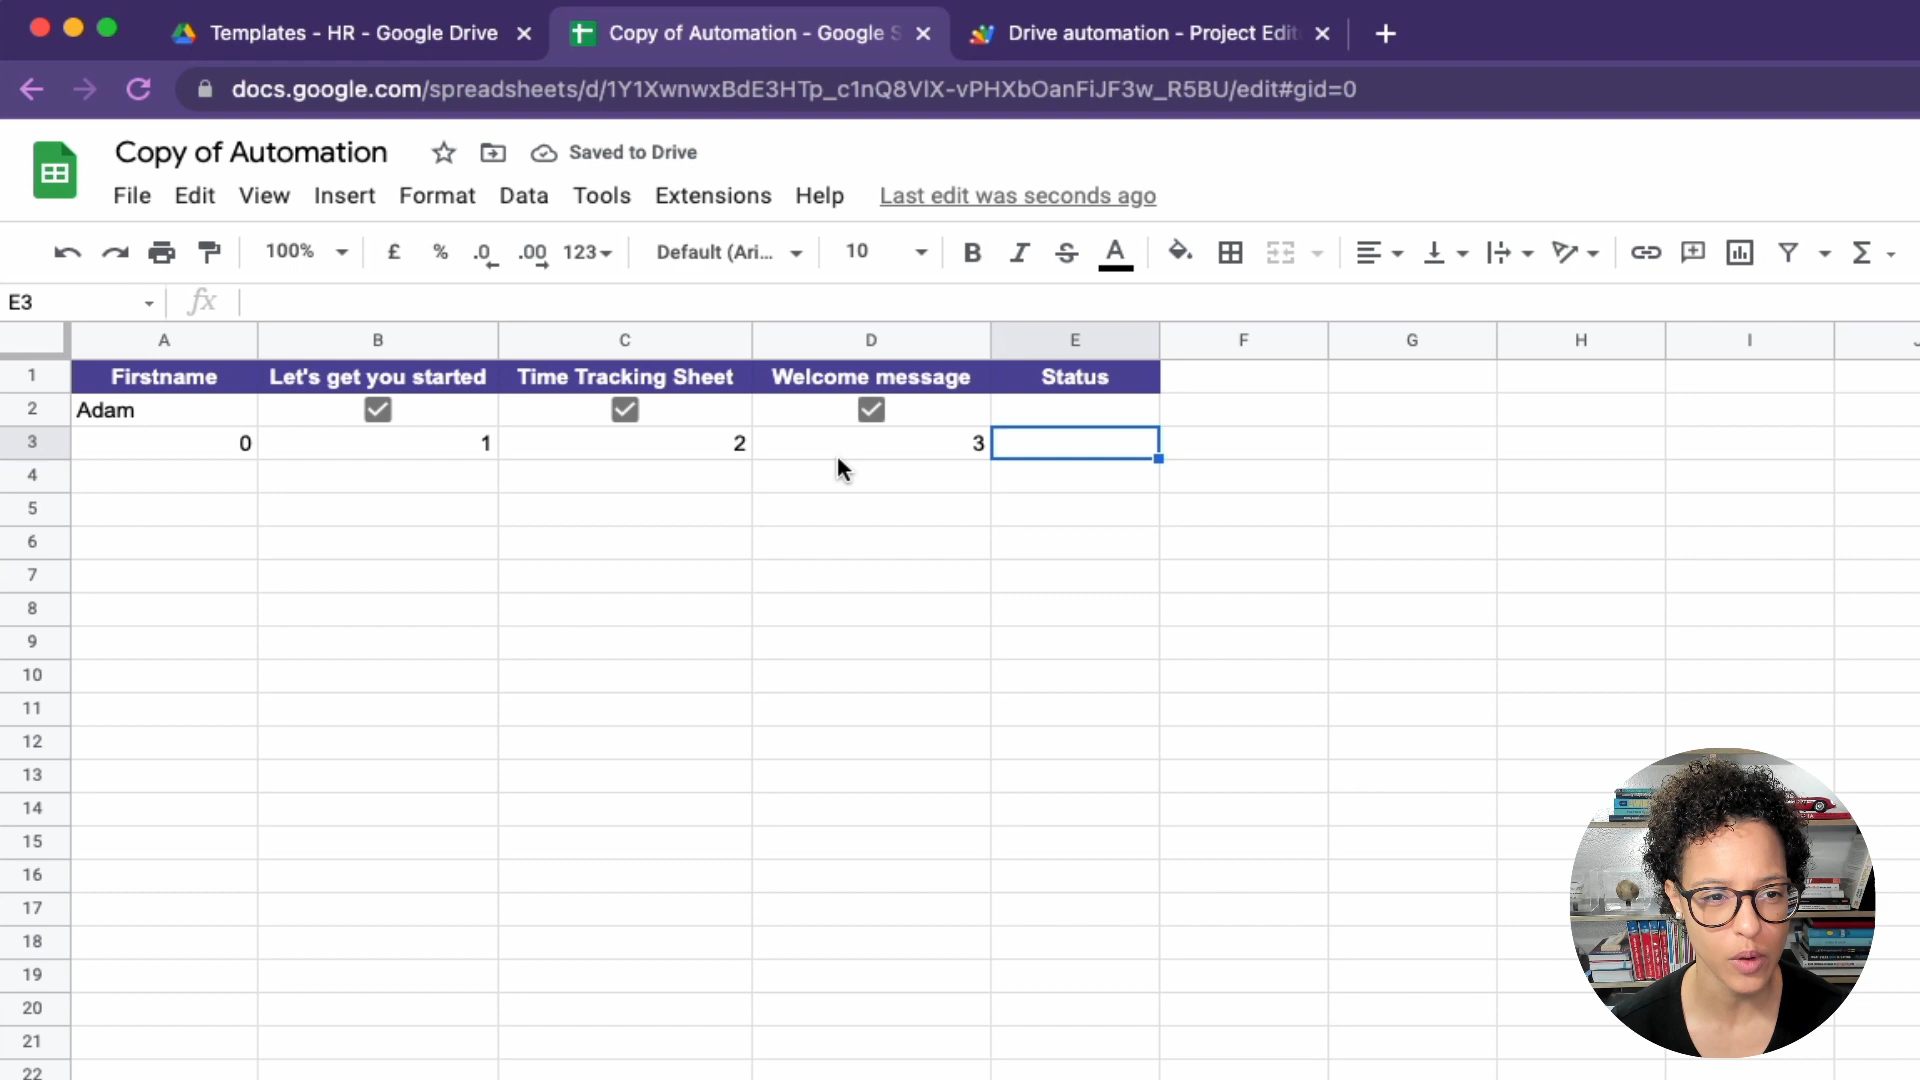 Templates - HR - Google Drive
Copy of Automation - Google S
Drive automation - Project Edit
docs.google.com/spreadsheets/d/1Y1XwnwxBdE3HTp_c1nQ8VlX-vPHXbOanFiJF3w_R5BU/edit#gid=0
Copy of Automation Saved to Drive
File Edit View Insert Format Data Tools Extensions Help Last edit was seconds ago
100% £ % .0 .00 123 Default (Ari... 10 B I S A Σ
E3 fx
A B C D E F G H I
1 Firstname Let's get you started Time Tracking Sheet Welcome message Status
2 Adam
3 0 1 2 3
4
5
6
7
8
9
10
11
12
13
14
15
16
17
18
19
20
21
22